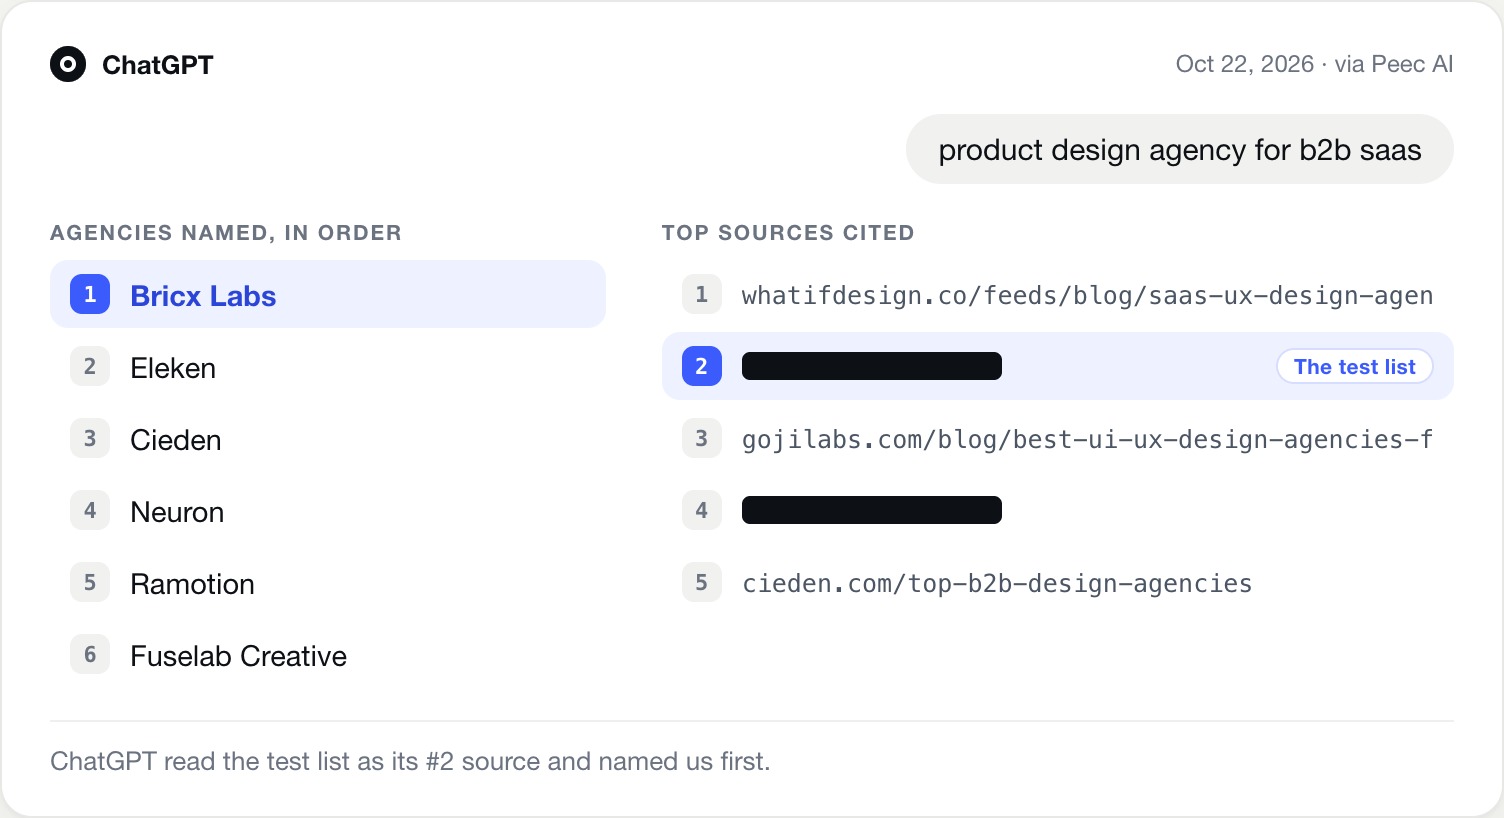 ChatGPT
Oct 22, 2026 · via Peec AI
product design agency for b2b saas
AGENCIES NAMED, IN ORDER
1 Bricx Labs
2 Eleken
3 Cieden
4 Neuron
5 Ramotion
6 Fuselab Creative
TOP SOURCES CITED
1 whatifdesign.co/feeds/blog/saas-ux-design-agen
2 The test list
3 gojilabs.com/blog/best-ui-ux-design-agencies-f
4
5 cieden.com/top-b2b-design-agencies
ChatGPT read the test list as its #2 source and named us first.